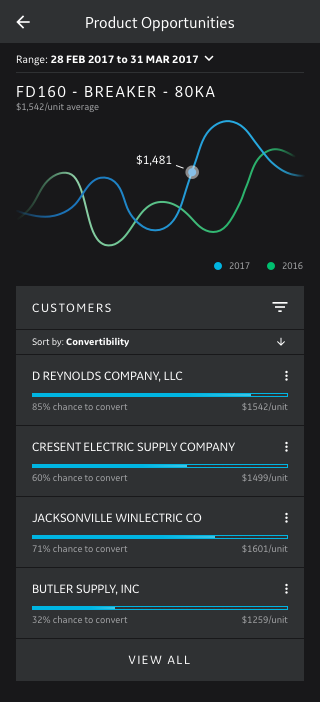 Product Opportunities
Range: 28 FEB 2017 to 31 MAR 2017
FD160 - BREAKER - 80KA
$1,542/unit average
$1,481
2017 2016
CUSTOMERS
Sort by: Convertibility
D REYNOLDS COMPANY, LLC
85% chance to convert $1542/unit
CRESENT ELECTRIC SUPPLY COMPANY
60% chance to convert $1499/unit
JACKSONVILLE WINLECTRIC CO
71% chance to convert $1601/unit
BUTLER SUPPLY, INC
32% chance to convert $1259/unit
VIEW ALL